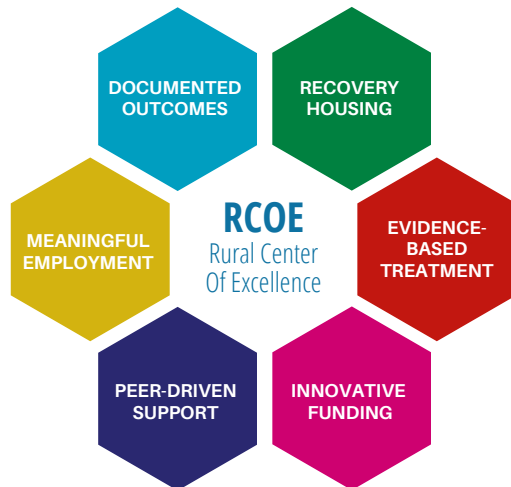 DOCUMENTED
OUTCOMES
RECOVERY
HOUSING
MEANINGFUL
EMPLOYMENT
RCOE
Rural Center
Of Excellence
EVIDENCE-
BASED
TREATMENT
PEER-DRIVEN
SUPPORT
INNOVATIVE
FUNDING